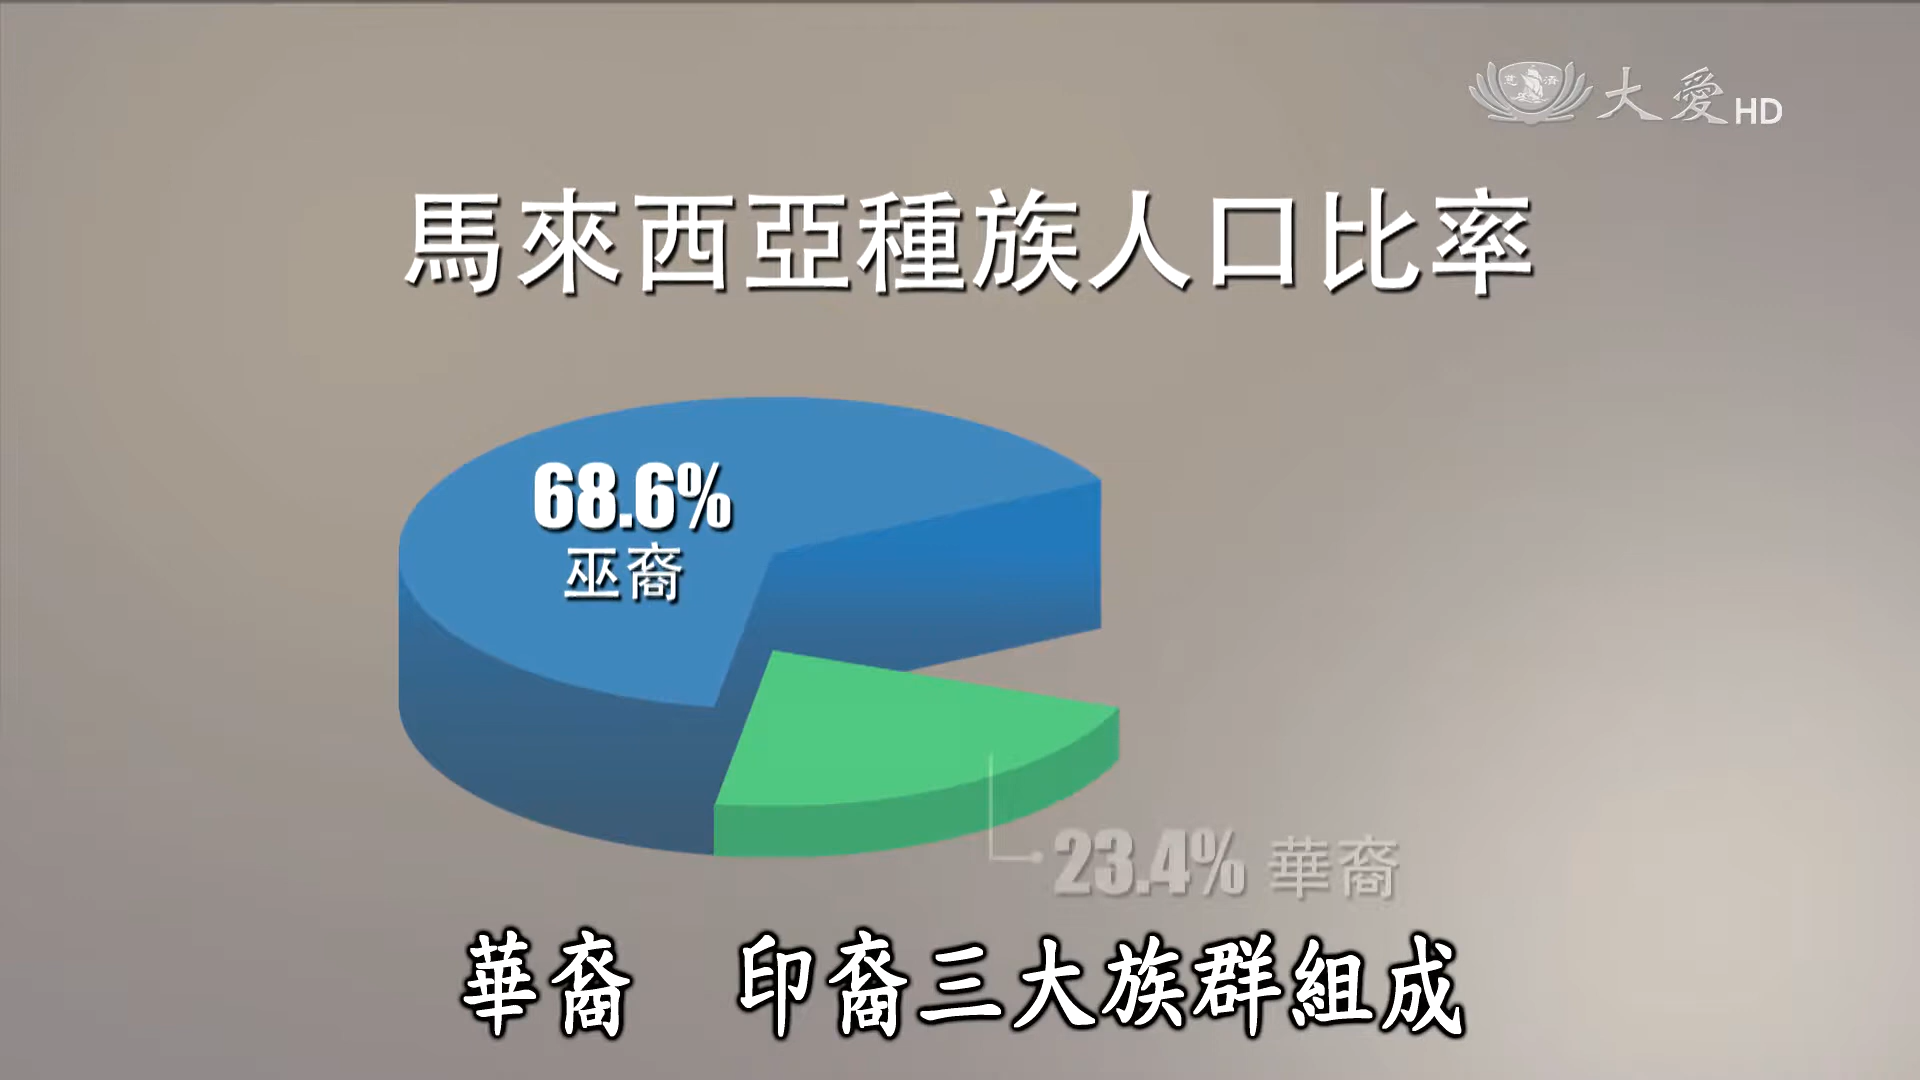 大愛HD
馬來西亞種族人口比率
68.6%
巫裔
23.4% 華裔
華裔 印裔三大族群組成